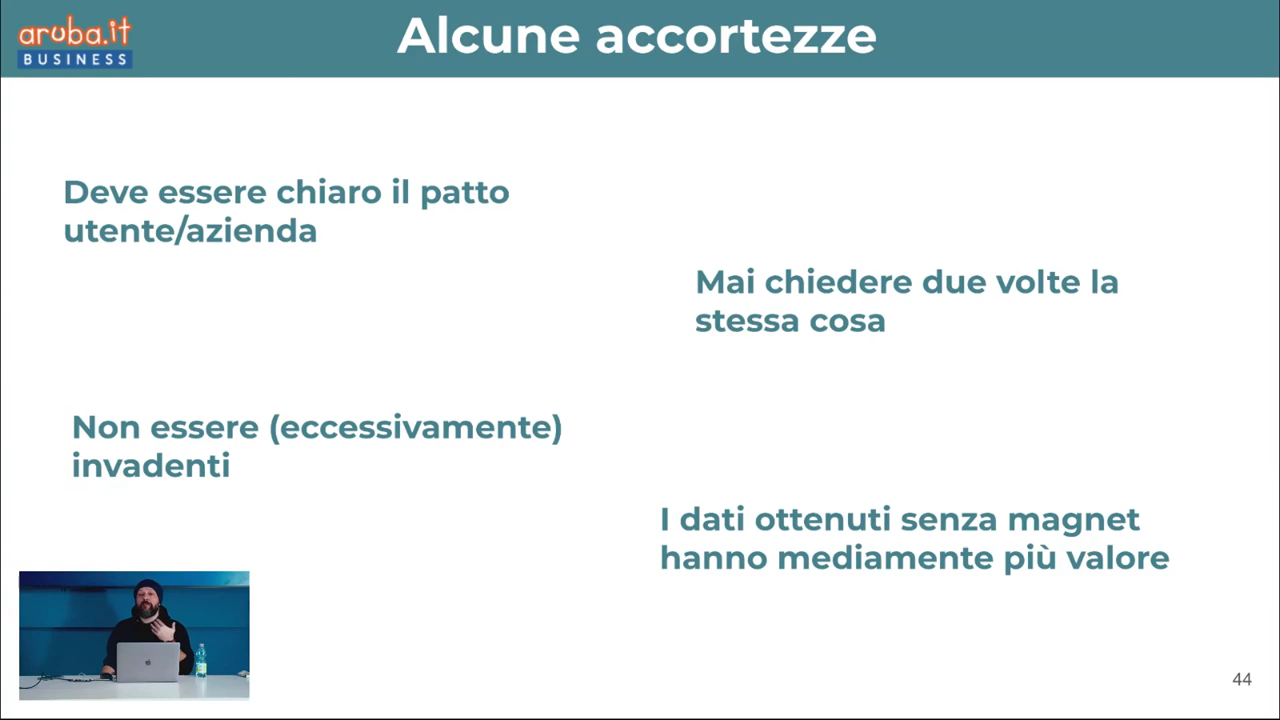 aruba.it
BUSINESS
Alcune accortezze
Deve essere chiaro il patto
utente/azienda
Mai chiedere due volte la
stessa cosa
Non essere (eccessivamente)
invadenti
I dati ottenuti senza magnet
hanno mediamente più valore
44